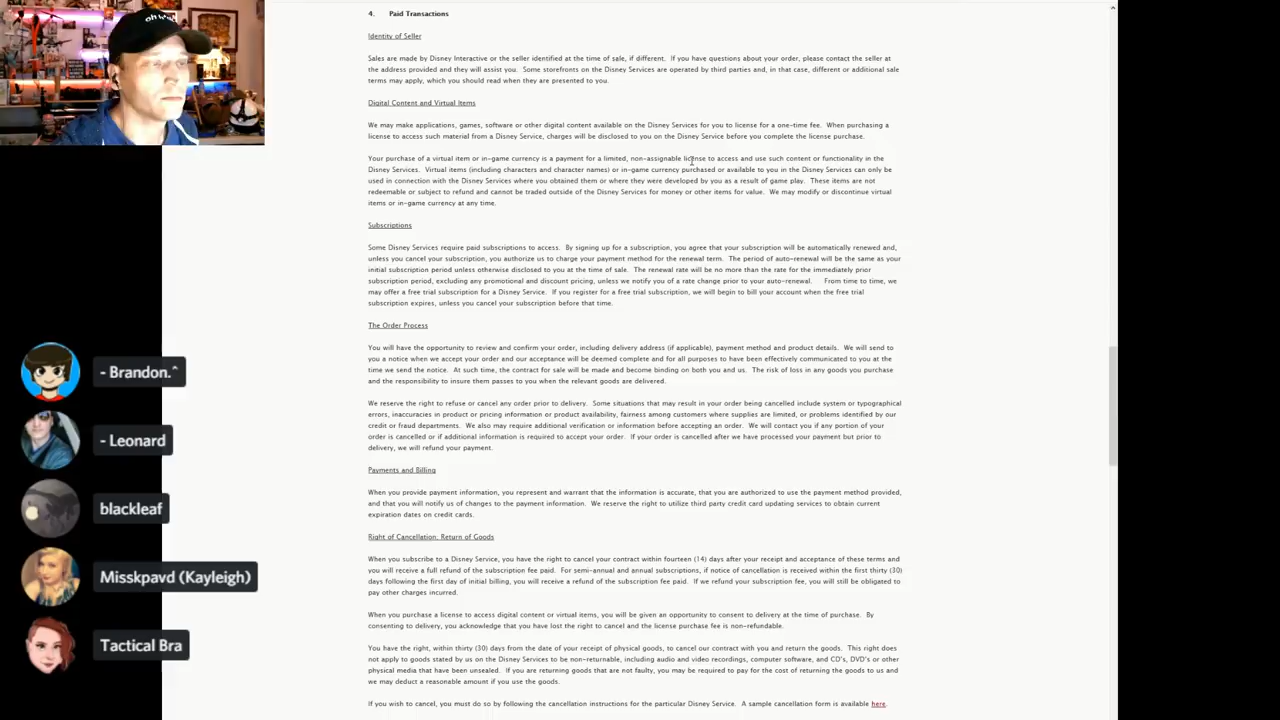 4. Paid Transactions
Identity of Seller
Sales are made by Disney Interactive or the seller identified at the time of sale, if different. If you have questions about your order, please contact the seller at
the address provided and they will assist you. Some storefronts on the Disney Services are operated by third parties and, in that case, different or additional sale
terms may apply, which you should read when they are presented to you.
Digital Content and Virtual Items
We may make applications, games, software or other digital content available on the Disney Services for you to license for a one-time fee. When purchasing a
license to access such material from a Disney Service, charges will be disclosed to you on the Disney Service before you complete the license purchase.
Your purchase of a virtual item or in-game currency is a payment for a limited, non-assignable license to access and use such content or functionality in the
Disney Services. Virtual items (including characters and character names) or in-game currency purchased or available to you in the Disney Services can only be
used in connection with the Disney Services where you obtained them or where they were developed by you as a result of game play. These items are not
redeemable or subject to refund and cannot be traded outside of the Disney Services for money or other items for value. We may modify or discontinue virtual
items or in-game currency at any time.
Subscriptions
Some Disney Services require paid subscriptions to access. By signing up for a subscription, you agree that your subscription will be automatically renewed and,
unless you cancel your subscription, you authorize us to charge your payment method for the renewal term. The period of auto-renewal will be the same as your
initial subscription period unless otherwise disclosed to you at the time of sale. The renewal rate will be no more than the rate for the immediately prior
subscription period, excluding any promotional and discount pricing, unless we notify you of a rate change prior to your auto-renewal. From time to time, we
may offer a free trial subscription for a Disney Service. If you register for a free trial subscription, we will begin to bill your account when the free trial
subscription expires, unless you cancel your subscription before that time.
The Order Process
You will have the opportunity to review and confirm your order, including delivery address (if applicable), payment method and product details. We will send to
you a notice when we accept your order and our acceptance will be deemed complete and for all purposes to have been effectively communicated to you at the
time we send the notice. At such time, the contract for sale will be made and become binding on both you and us. The risk of loss in any goods you purchase
and the responsibility to insure them passes to you when the relevant goods are delivered.
We reserve the right to refuse or cancel any order prior to delivery. Some situations that may result in your order being cancelled include system or typographical
errors, inaccuracies in product or pricing information or product availability, fairness among customers where supplies are limited, or problems identified by our
credit or fraud departments. We also may require additional verification or information before accepting an order. We will contact you if any portion of your
order is cancelled or if additional information is required to accept your order. If your order is cancelled after we have processed your payment but prior to
delivery, we will refund your payment.
Payments and Billing
When you provide payment information, you represent and warrant that the information is accurate, that you are authorized to use the payment method provided,
and that you will notify us of changes to the payment information. We reserve the right to utilize third party credit card updating services to obtain current
expiration dates on credit cards.
Right of Cancellation; Return of Goods
When you subscribe to a Disney Service, you have the right to cancel your contract within fourteen (14) days after your receipt and acceptance of these terms and
you will receive a full refund of the subscription fee paid. For semi-annual and annual subscriptions, if notice of cancellation is received within the first thirty (30)
days following the first day of initial billing, you will receive a refund of the subscription fee paid. If we refund your subscription fee, you will still be obligated to
pay other charges incurred.
When you purchase a license to access digital content or virtual items, you will be given an opportunity to consent to delivery at the time of purchase. By
consenting to delivery, you acknowledge that you have lost the right to cancel and the license purchase fee is non-refundable.
You have the right, within thirty (30) days from the date of your receipt of physical goods, to cancel our contract with you and return the goods. This right does
not apply to goods stated by us on the Disney Services to be non-returnable, including audio and video recordings, computer software, and CD's, DVD's or other
physical media that have been unsealed. If you are returning goods that are not faulty, you may be required to pay for the cost of returning the goods to us and
we may deduct a reasonable amount if you use the goods.
If you wish to cancel, you must do so by following the cancellation instructions for the particular Disney Service. A sample cancellation form is available here.
- Brandon.^
- Leonard
blackleaf
Misskpavd (Kayleigh)
Tactical Bra